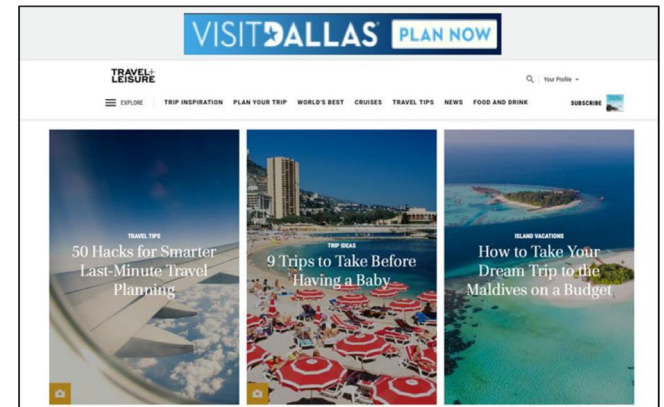 VISIT DALLAS PLAN NOW
TRAVEL+
LEISURE
Your Profile
EXPLORE TRIP INSPIRATION PLAN YOUR TRIP WORLD'S BEST CRUISES TRAVEL TIPS NEWS FOOD AND DRINK SUBSCRIBE
TRAVEL TIPS
50 Hacks for Smarter
Last-Minute Travel
Planning
TRIP IDEAS
9 Trips to Take Before
Having a Baby
ISLAND VACATIONS
How to Take Your
Dream Trip to the
Maldives on a Budget